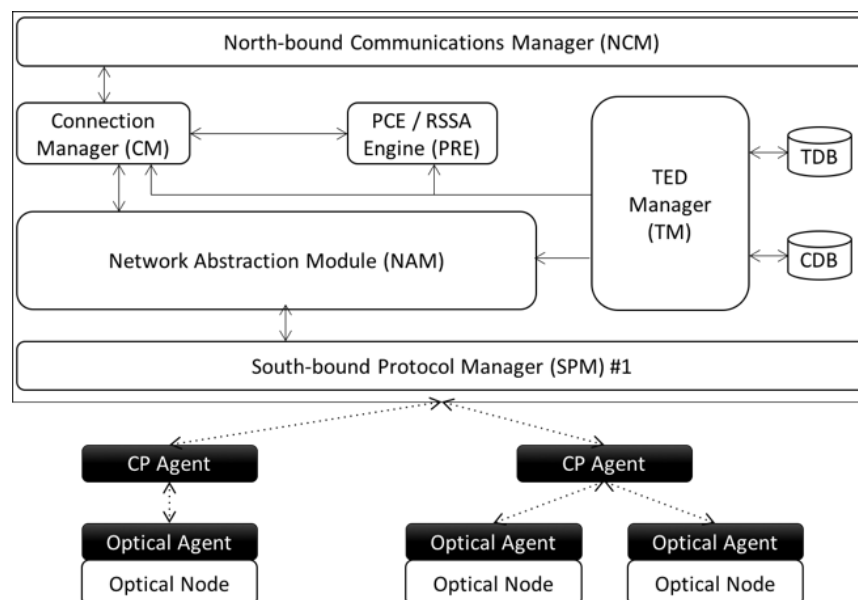 North-bound Communications Manager (NCM)
Connection
Manager (CM)
PCE / RSSA
Engine (PRE)
TED
Manager
(TM)
TDB
CDB
Network Abstraction Module (NAM)
South-bound Protocol Manager (SPM) #1
CP Agent
CP Agent
Optical Agent
Optical Node
Optical Agent
Optical Node
Optical Agent
Optical Node